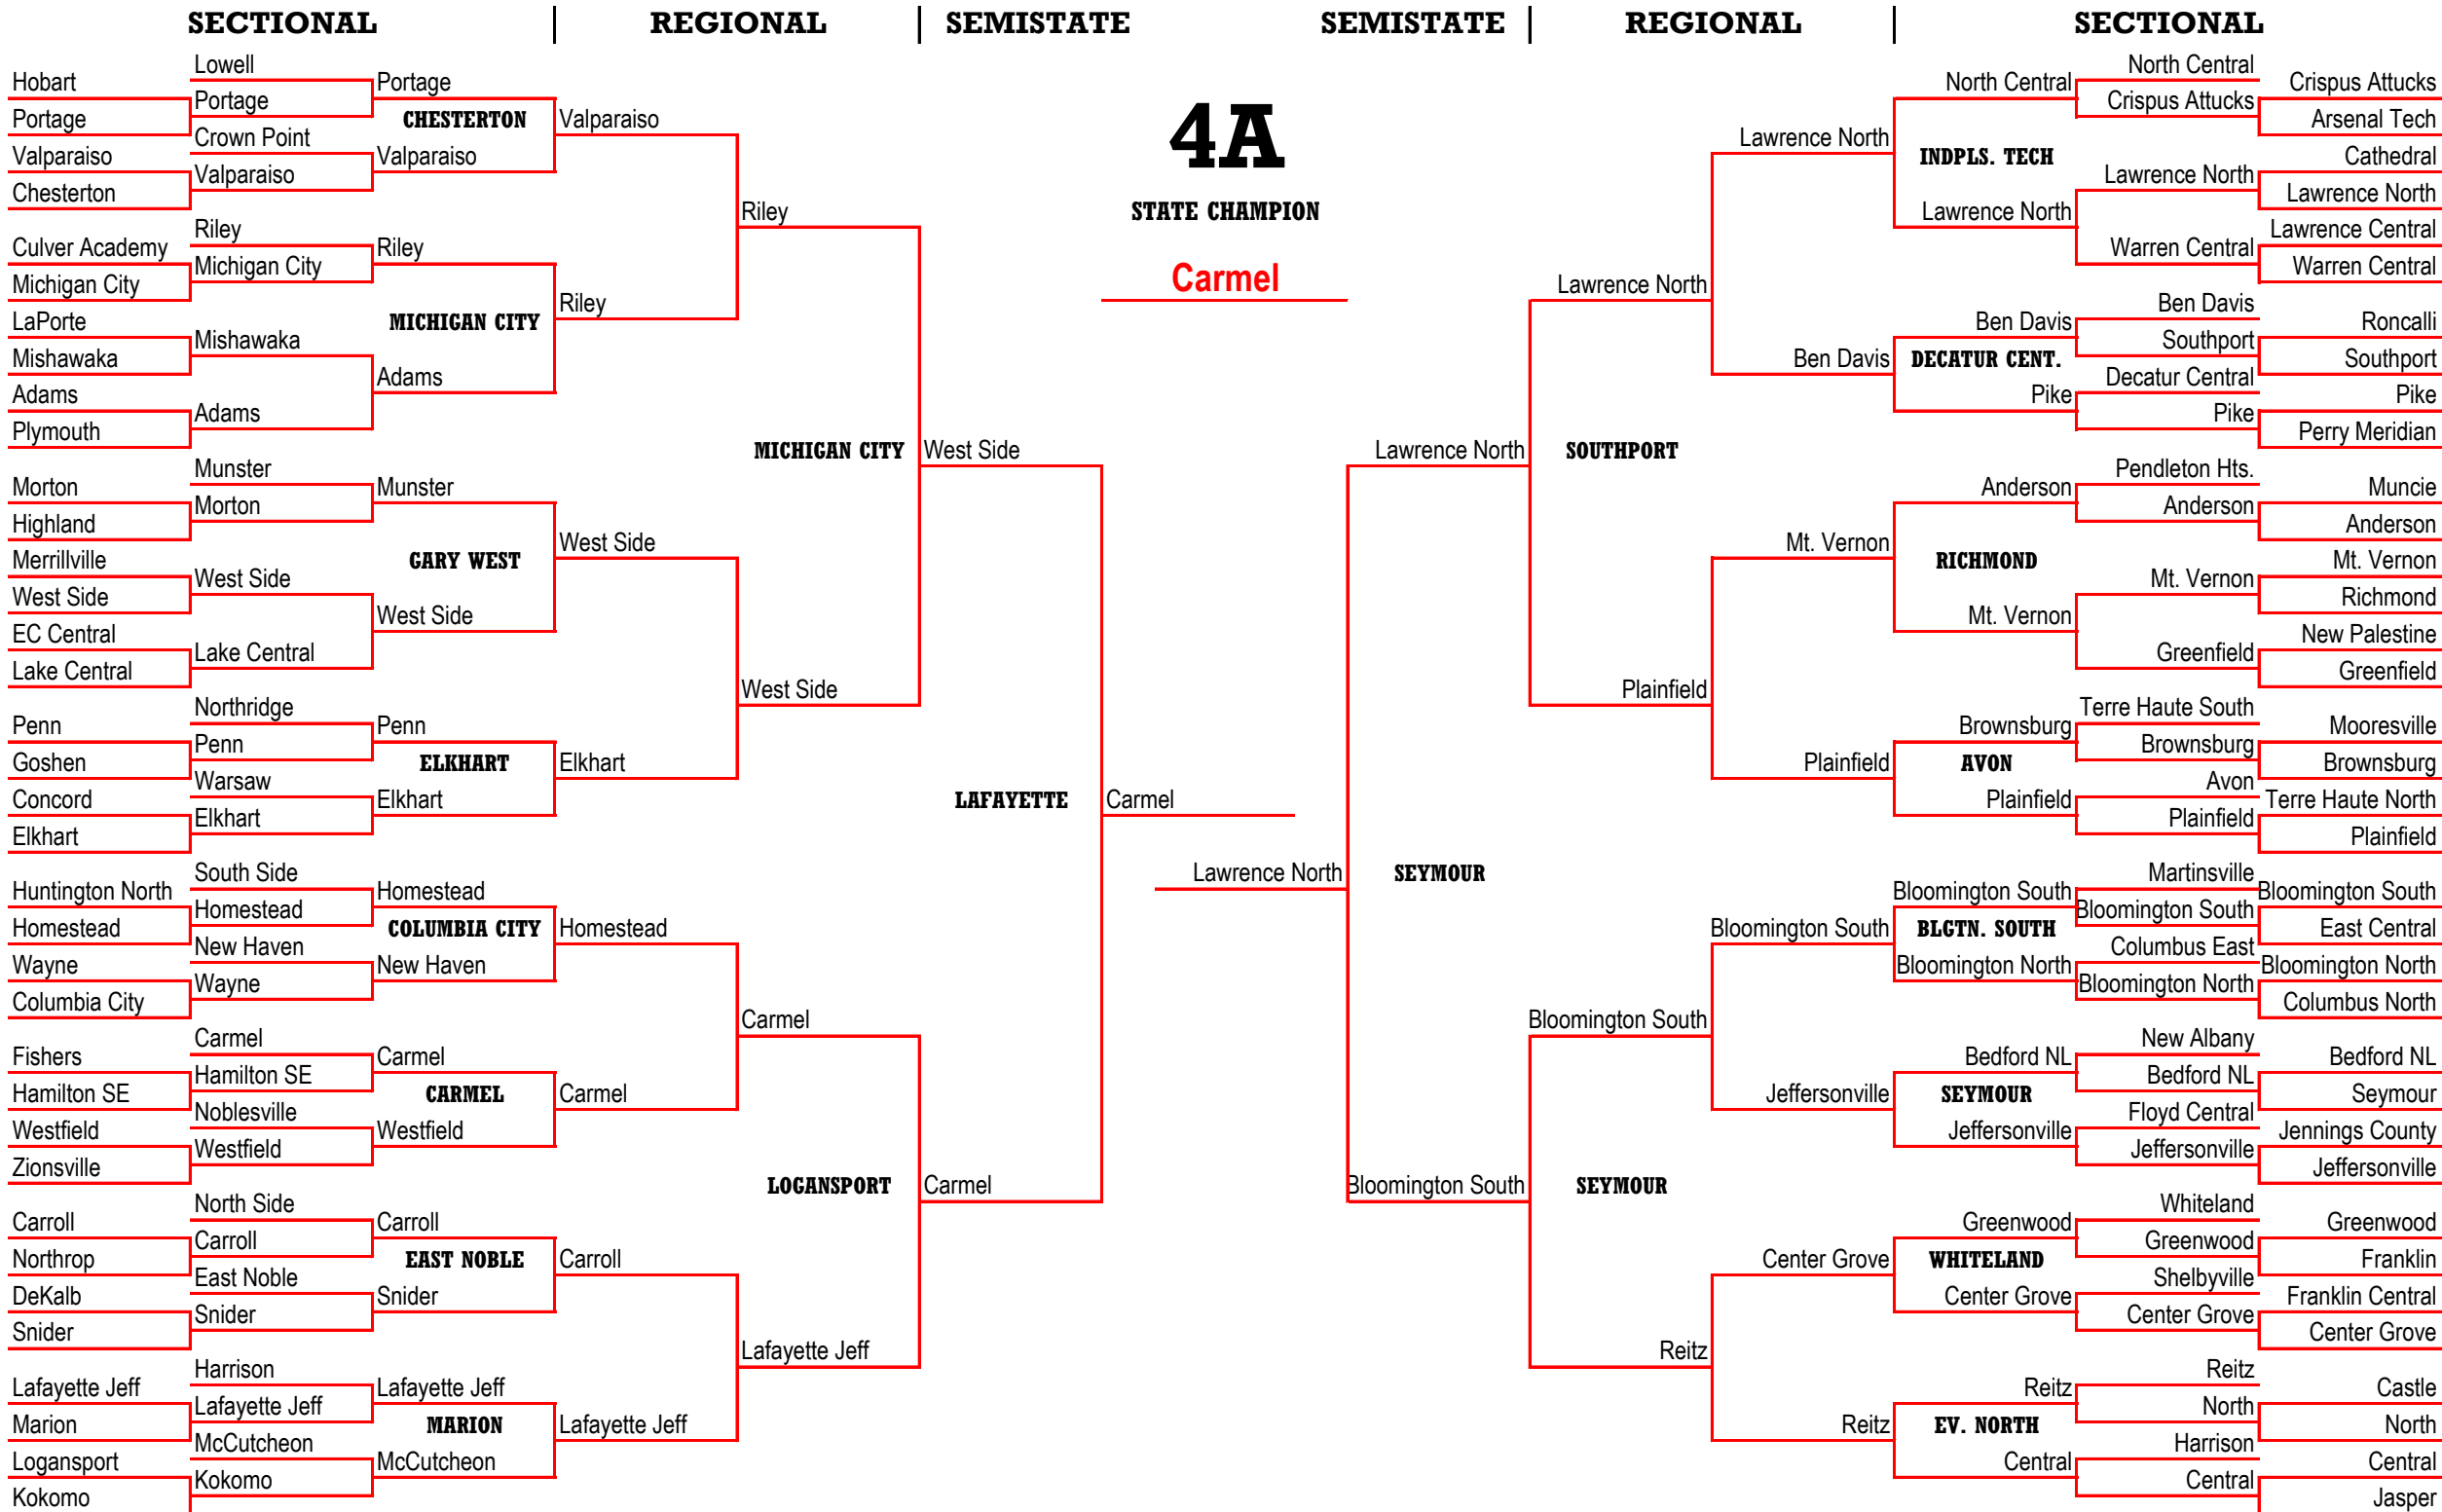 SECTIONAL
REGIONAL
SEMISTATE
SEMISTATE
REGIONAL
SECTIONAL
4A
STATE CHAMPION
Carmel
Hobart
Portage
Valparaiso
Chesterton
Lowell
Portage
Crown Point
Valparaiso
Portage
CHESTERTON
Valparaiso
Valparaiso
Culver Academy
Michigan City
LaPorte
Mishawaka
Adams
Plymouth
Riley
Michigan City
Mishawaka
Adams
Riley
MICHIGAN CITY
Adams
Riley
Riley
Morton
Highland
Merrillville
West Side
EC Central
Lake Central
Munster
Morton
West Side
Lake Central
Munster
GARY WEST
West Side
West Side
Penn
Goshen
Concord
Elkhart
Northridge
Penn
Warsaw
Elkhart
Penn
ELKHART
Elkhart
Elkhart
West Side
MICHIGAN CITY
West Side
Huntington North
Homestead
Wayne
Columbia City
South Side
Homestead
New Haven
Wayne
Homestead
COLUMBIA CITY
New Haven
Homestead
Fishers
Hamilton SE
Westfield
Zionsville
Carmel
Hamilton SE
Noblesville
Westfield
Carmel
CARMEL
Westfield
Carmel
Carmel
Carroll
Northrop
DeKalb
Snider
North Side
Carroll
East Noble
Snider
Carroll
EAST NOBLE
Snider
Carroll
Lafayette Jeff
Marion
Logansport
Kokomo
Harrison
Lafayette Jeff
McCutcheon
Kokomo
Lafayette Jeff
MARION
McCutcheon
Lafayette Jeff
Lafayette Jeff
LOGANSPORT
Carmel
LAFAYETTE
Carmel
Lawrence North
SEYMOUR
Lawrence North
SOUTHPORT
Lawrence North
Lawrence North
North Central
INDPLS. TECH
Lawrence North
North Central
Crispus Attucks
Lawrence North
Warren Central
Crispus Attucks
Arsenal Tech
Cathedral
Lawrence North
Lawrence Central
Warren Central
Ben Davis
Ben Davis
DECATUR CENT.
Pike
Ben Davis
Southport
Decatur Central
Pike
Roncalli
Southport
Pike
Perry Meridian
Plainfield
Mt. Vernon
Anderson
RICHMOND
Mt. Vernon
Pendleton Hts.
Anderson
Mt. Vernon
Greenfield
Muncie
Anderson
Mt. Vernon
Richmond
New Palestine
Greenfield
Plainfield
Brownsburg
AVON
Plainfield
Terre Haute South
Brownsburg
Avon
Plainfield
Mooresville
Brownsburg
Terre Haute North
Plainfield
Bloomington South
SEYMOUR
Bloomington South
Bloomington South
Bloomington South
BLGTN. SOUTH
Bloomington North
Martinsville
Bloomington South
Columbus East
Bloomington North
Bloomington South
East Central
Bloomington North
Columbus North
Jeffersonville
Bedford NL
SEYMOUR
Jeffersonville
New Albany
Bedford NL
Floyd Central
Jeffersonville
Bedford NL
Seymour
Jennings County
Jeffersonville
Reitz
Center Grove
Greenwood
WHITELAND
Center Grove
Whiteland
Greenwood
Shelbyville
Center Grove
Greenwood
Franklin
Franklin Central
Center Grove
Reitz
Reitz
EV. NORTH
Central
Reitz
North
Harrison
Central
Castle
North
Central
Jasper